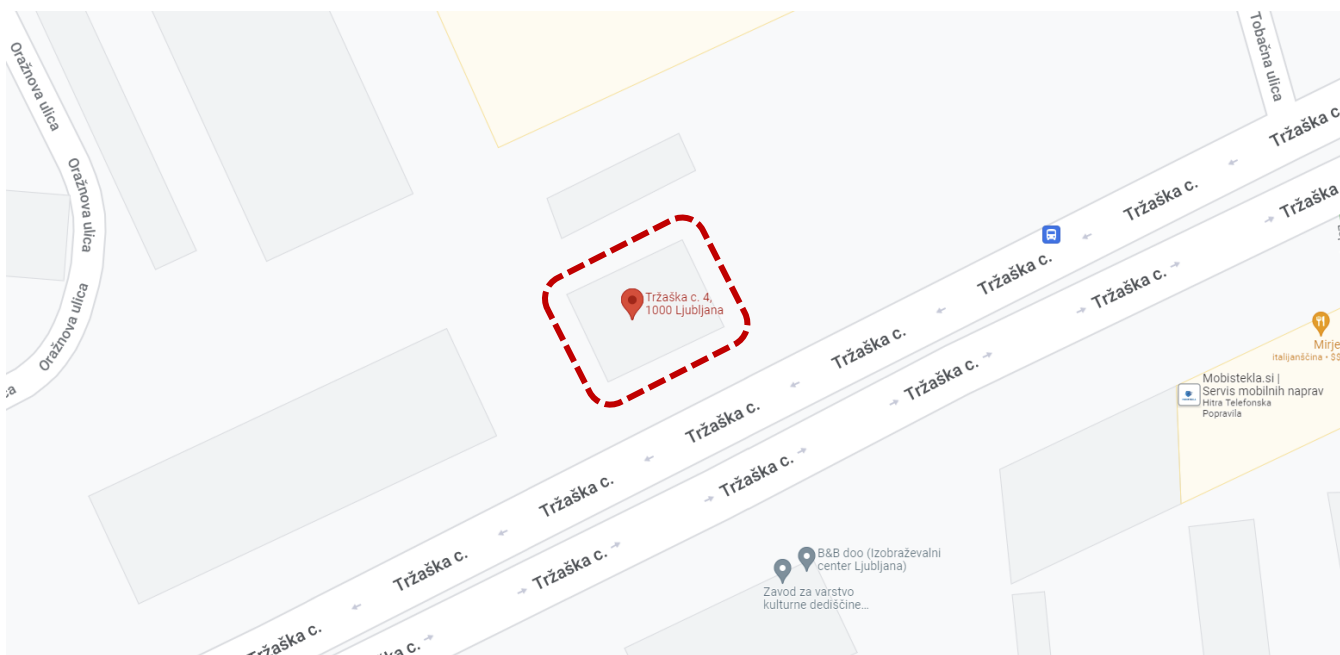 Oražnova ulica
Oražnova ulica
Oražnova ulica
Tobačna ulica
Tržaška c.
Tržaška c.
Tržaška c.
Tržaška c.
Tržaška c.
Tržaška c.
Tržaška c.
Tržaška
Tržaška c.
Tržaška c.
Tržaška c.
Tržaška c.
Tržaška c. 4,
1000 Ljubljana
Mirje
italijanščina • $$
Mobistekla.si |
Servis mobilnih naprav
Hitra Telefonska
Popravila
B&B doo (Izobraževalni
center Ljubljana)
Zavod za varstvo
kulturne dediščine...